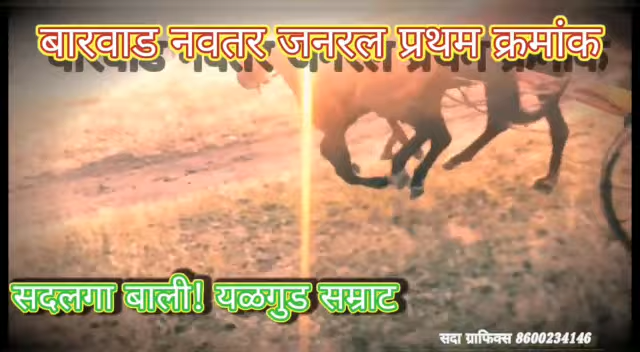 बारवाड नवतर जनरल प्रथम क्रमांक
सदलगा बाली! यळगुड सम्राट
सदा ग्राफिक्स 8600234146